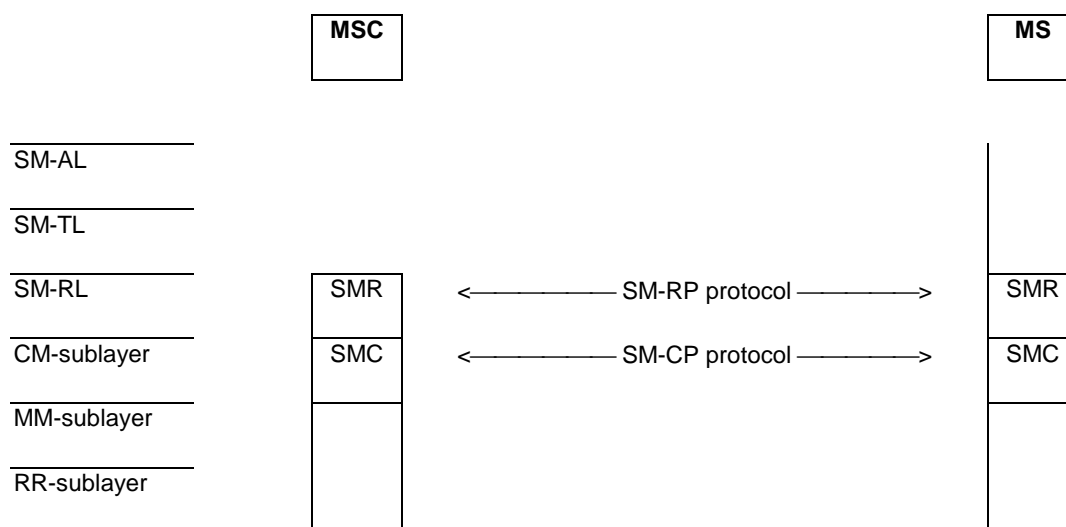 MSC MS
SM-AL
SM-TL
SM-RL SMR <—————— SM-RP protocol ——————> SMR
CM-sublayer SMC <—————— SM-CP protocol ——————> SMC
MM-sublayer
RR-sublayer